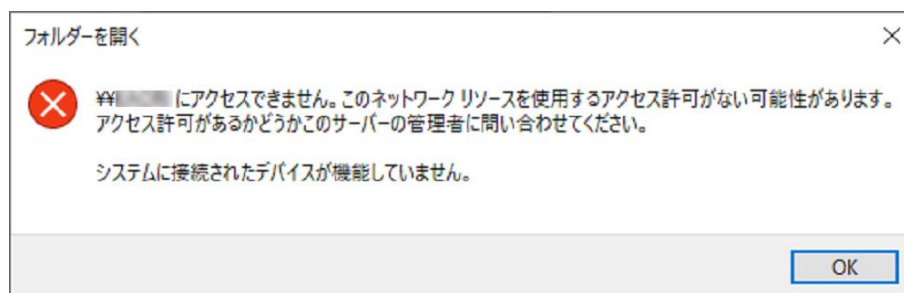 フォルダーを開く
¥¥ にアクセスできません。このネットワーク リソースを使用するアクセス許可がない可能性があります。
アクセス許可があるかどうかこのサーバーの管理者に問い合わせてください。
システムに接続されたデバイスが機能していません。
OK